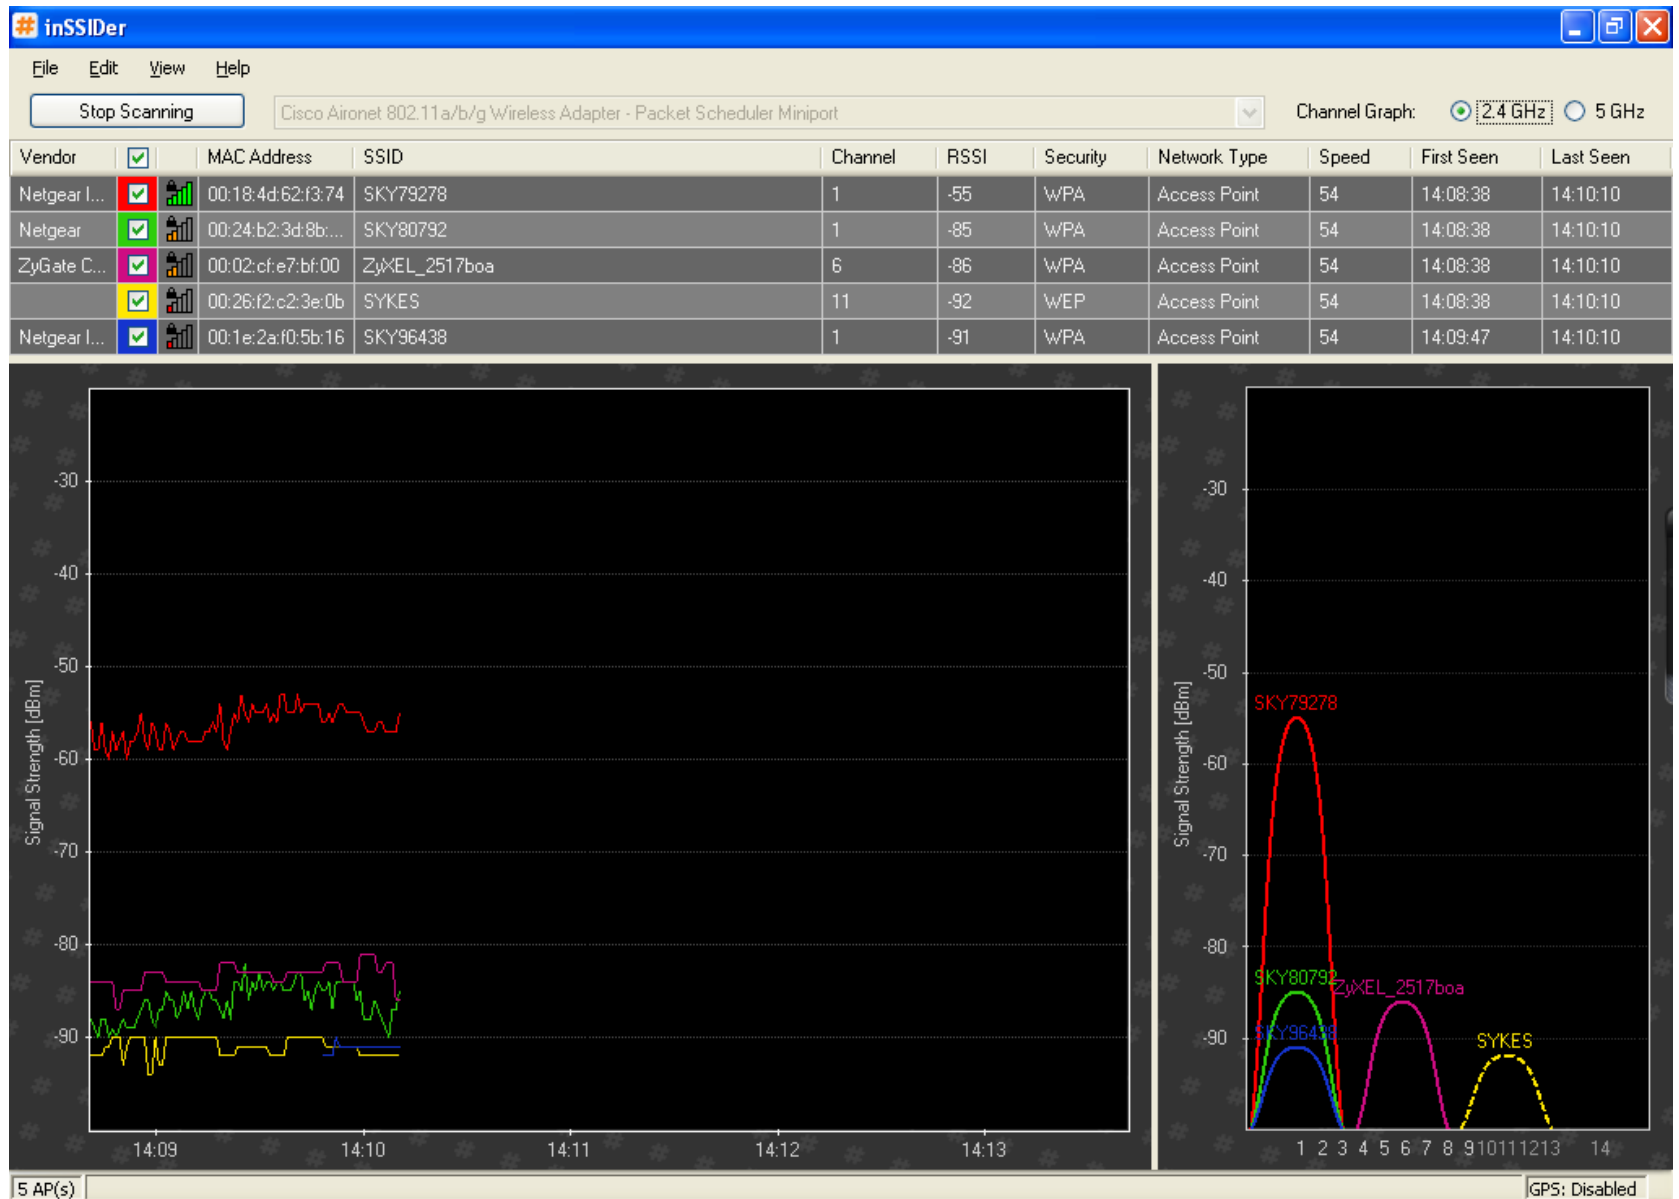 inSSIDer
File Edit View Help
Stop Scanning Cisco Aironet 802.11a/b/g Wireless Adapter - Packet Scheduler Miniport Channel Graph: 2.4 GHz 5 GHz
Vendor MAC Address SSID Channel RSSI Security Network Type Speed First Seen Last Seen
Netgear I... 00:18:4d:62:f3:74 SKY79278 1 -55 WPA Access Point 54 14:08:38 14:10:10
Netgear 00:24:b2:3d:8b:... SKY80792 1 -85 WPA Access Point 54 14:08:38 14:10:10
ZyGate C... 00:02:cf:e7:bf:00 ZyXEL_2517boa 6 -86 WPA Access Point 54 14:08:38 14:10:10
00:26:f2:c2:3e:0b SYKES 11 -92 WEP Access Point 54 14:08:38 14:10:10
Netgear I... 00:1e:2a:f0:5b:16 SKY96438 1 -91 WPA Access Point 54 14:09:47 14:10:10
Signal Strength [dBm]
-30
-40
-50
-60
-70
-80
-90
14:09 14:10 14:11 14:12 14:13
Signal Strength [dBm]
-30
-40
-50
-60
-70
-80
-90
SKY79278
SKY80792
ZyXEL_2517boa
SKY96438
SYKES
1 2 3 4 5 6 7 8 9 10 11 12 13 14
5 AP(s) GPS: Disabled